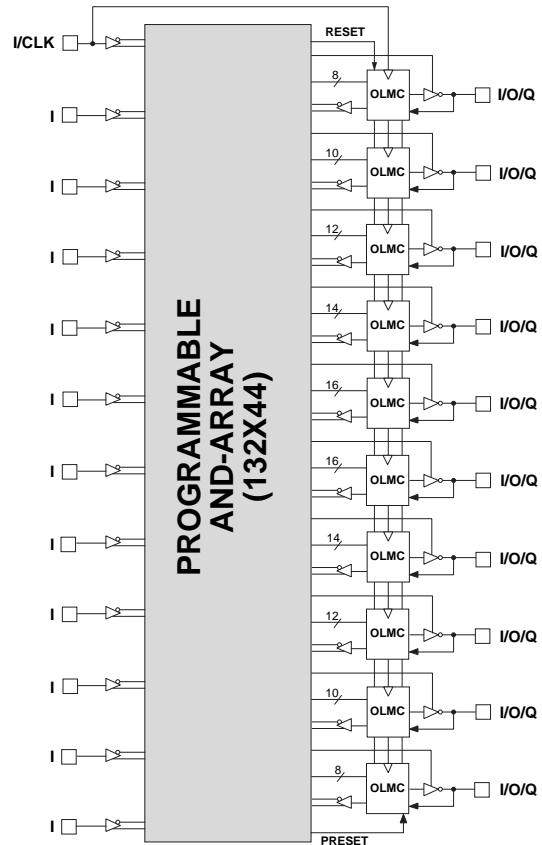 RESET
I/CLK
8
OLMC
I/O/Q
I
10
OLMC
I/O/Q
I
12
OLMC
I/O/Q
I
14
OLMC
I/O/Q
I
16
OLMC
I/O/Q
I
PROGRAMMABLE
AND-ARRAY
(132X44)
16
OLMC
I/O/Q
I
14
OLMC
I/O/Q
I
12
OLMC
I/O/Q
I
10
OLMC
I/O/Q
I
8
OLMC
I/O/Q
I
I
PRESET